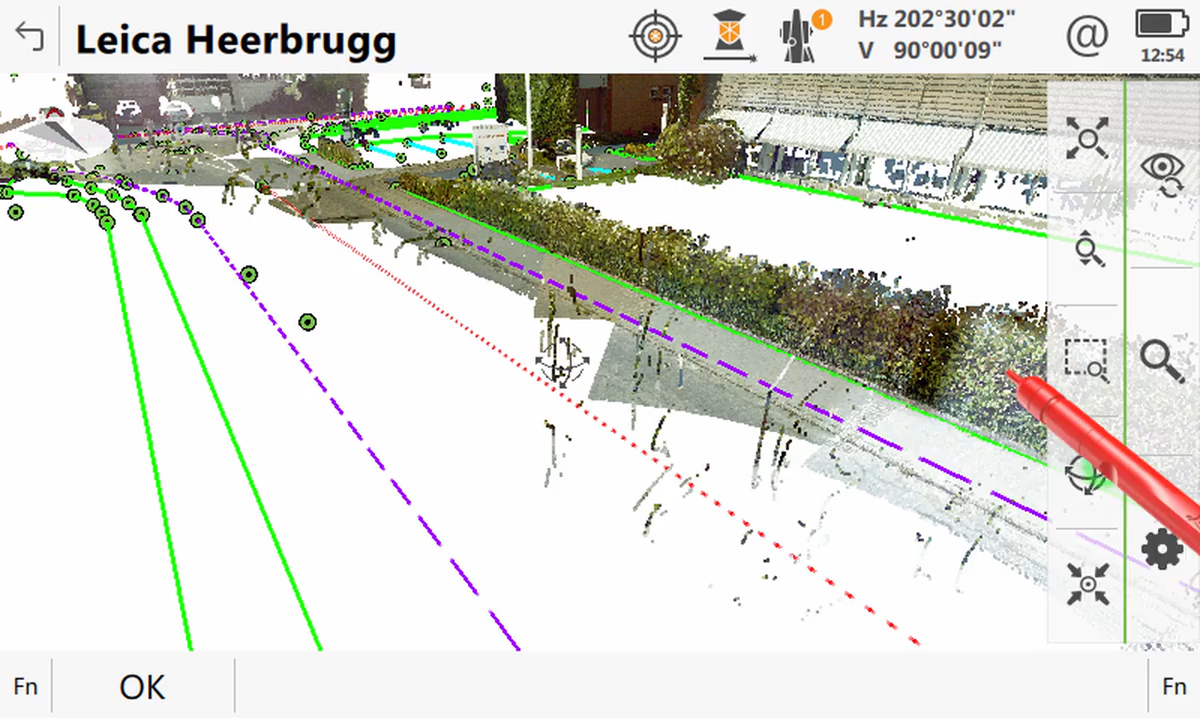 Leica Heerbrugg
1
Hz 202°30'02"
V 90°00'09"
@
12:54
Fn
OK
Fn